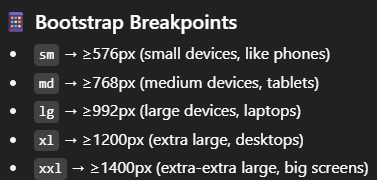 Bootstrap Breakpoints
• sm → ≥576px (small devices, like phones)
• md → ≥768px (medium devices, tablets)
• lg → ≥992px (large devices, laptops)
• xl → ≥1200px (extra large, desktops)
• xxl → ≥1400px (extra-extra large, big screens)